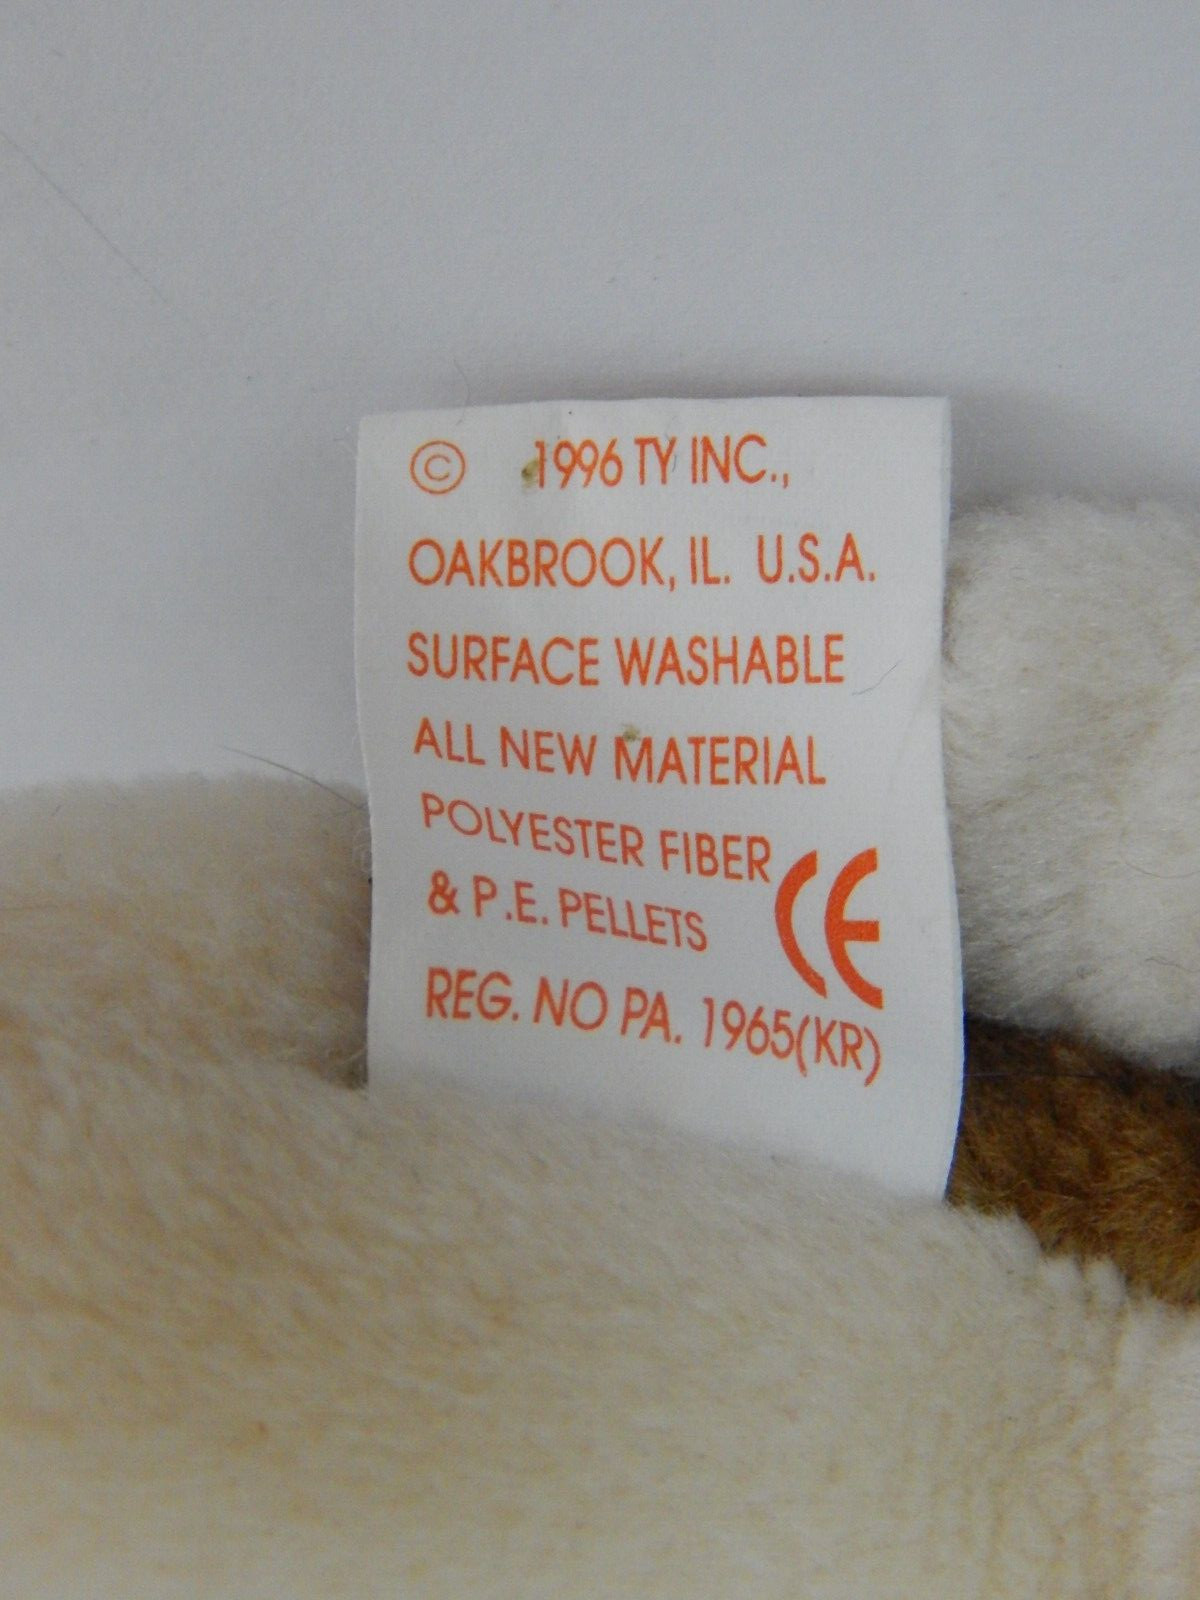 © 1996 TY INC.,
OAKBROOK, IL. U.S.A.
SURFACE WASHABLE
ALL NEW MATERIAL
POLYESTER FIBER
& P.E. PELLETS
CE
REG. NO PA. 1965(KR)